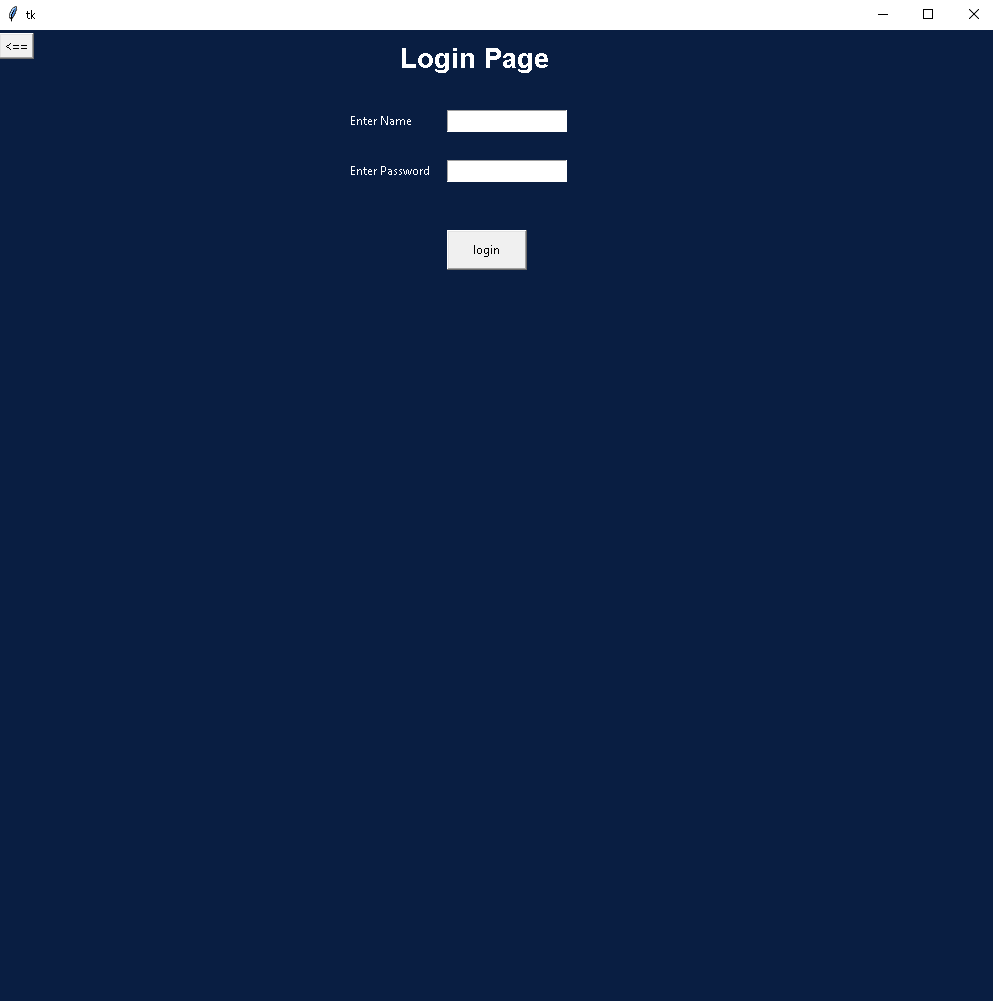 tk
<==
Login Page
Enter Name
Enter Password
login